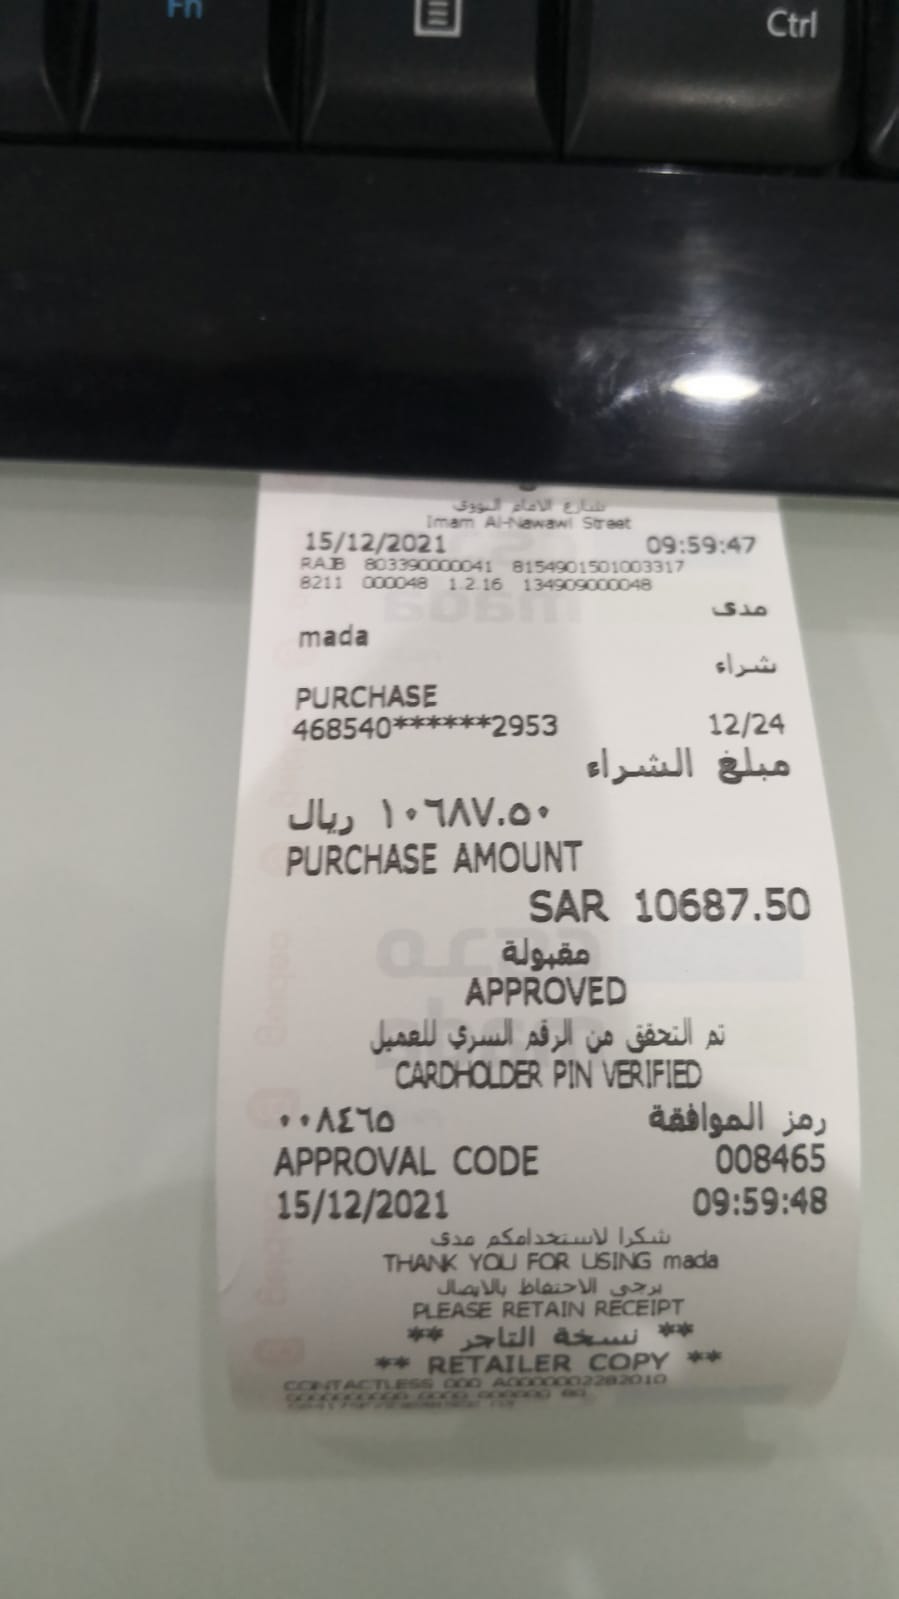 Fn
Ctrl
شارع الامام النووي
Imam Al-Nawawi Street
15/12/2021 09:59:47
RAJB 803390000041 8154901501003317
8211 000048 1.2.16 134909000048
مدى
mada
شراء
PURCHASE
468540******2953 12/24
مبلغ الشراء
١٠٦٨٧.٥٠ ريال
PURCHASE AMOUNT
SAR 10687.50
مقبولة
APPROVED
تم التحقق من الرقم السري للعميل
CARDHOLDER PIN VERIFIED
رمز الموافقة ٠٠٨٤٦٥
APPROVAL CODE 008465
15/12/2021 09:59:48
شكرا لاستخدامكم مدى
THANK YOU FOR USING mada
يرجى الاحتفاظ بالايصال
PLEASE RETAIN RECEIPT
** نسخة التاجر **
** RETAILER COPY **
CONTACTLESS 000 A0000002282010